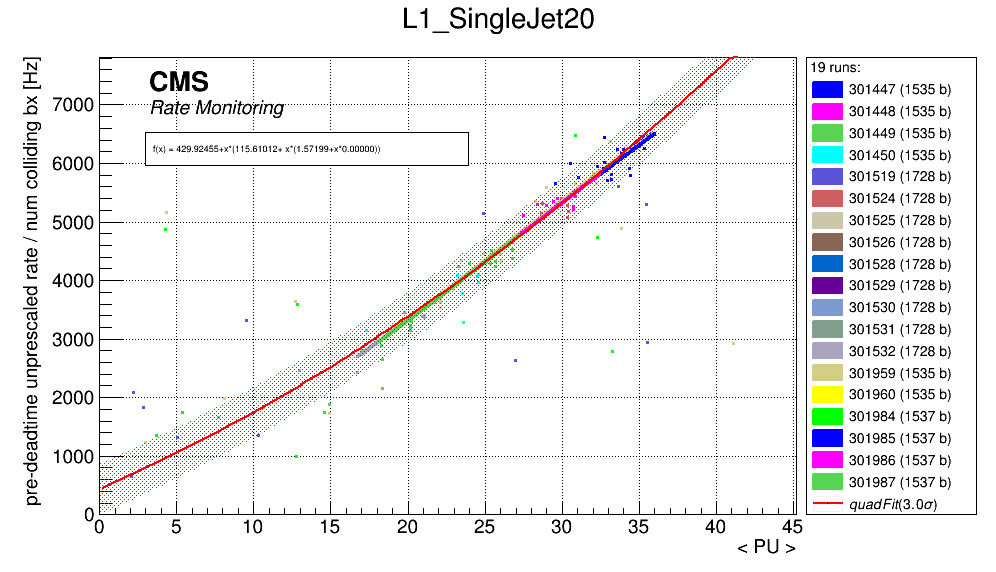 L1_SingleJet20
pre-deadtime unprescaled rate / num colliding bx [Hz]
CMS
Rate Monitoring
f(x) = 429.92455+x*(115.61012+ x*(1.57199+x*0.00000))
7000
6000
5000
4000
3000
2000
1000
0
0 5 10 15 20 25 30 35 40 45
< PU >
19 runs:
301447 (1535 b)
301448 (1535 b)
301449 (1535 b)
301450 (1535 b)
301519 (1728 b)
301524 (1728 b)
301525 (1728 b)
301526 (1728 b)
301528 (1728 b)
301529 (1728 b)
301530 (1728 b)
301531 (1728 b)
301532 (1728 b)
301959 (1535 b)
301960 (1535 b)
301984 (1537 b)
301985 (1537 b)
301986 (1537 b)
301987 (1537 b)
quadFit(3.0σ)